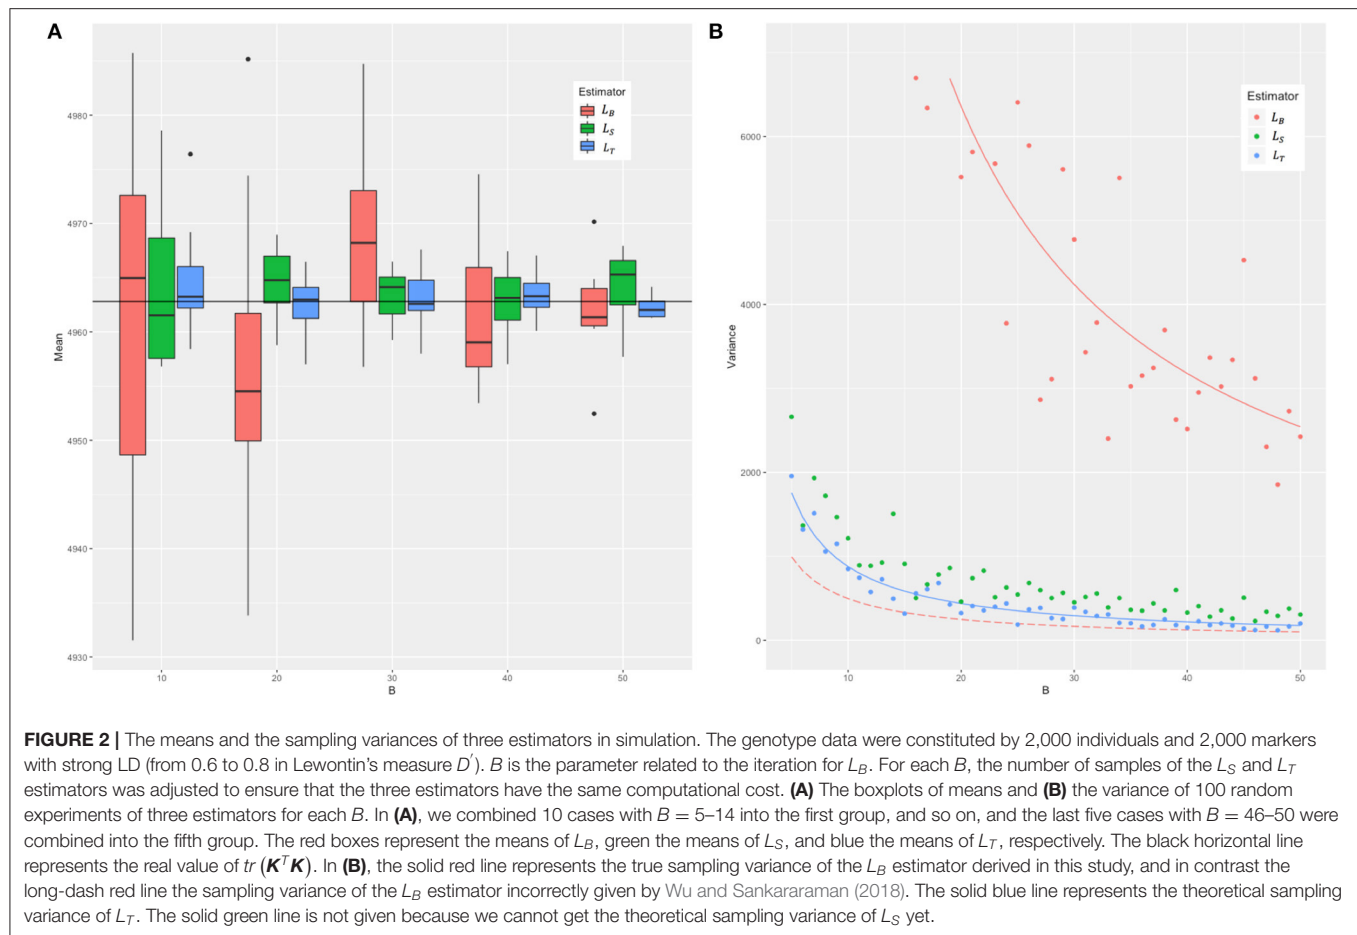 A
Mean
4980
4970
4960
4950
4940
4930
10
20
30
40
50
B
Estimator
L_B
L_S
L_T
B
Variance
6000
4000
2000
0
10
20
30
40
50
B
Estimator
L_B
L_S
L_T
FIGURE 2 | The means and the sampling variances of three estimators in simulation. The genotype data were constituted by 2,000 individuals and 2,000 markers
with strong LD (from 0.6 to 0.8 in Lewontin's measure D′). B is the parameter related to the iteration for L_B. For each B, the number of samples of the L_S and L_T
estimators was adjusted to ensure that the three estimators have the same computational cost. (A) The boxplots of means and (B) the variance of 100 random
experiments of three estimators for each B. In (A), we combined 10 cases with B = 5–14 into the first group, and so on, and the last five cases with B = 46–50 were
combined into the fifth group. The red boxes represent the means of L_B, green the means of L_S, and blue the means of L_T, respectively. The black horizontal line
represents the real value of tr (K^T K). In (B), the solid red line represents the true sampling variance of the L_B estimator derived in this study, and in contrast the
long-dash red line the sampling variance of the L_B estimator incorrectly given by Wu and Sankararaman (2018). The solid blue line represents the theoretical sampling
variance of L_T. The solid green line is not given because we cannot get the theoretical sampling variance of L_S yet.